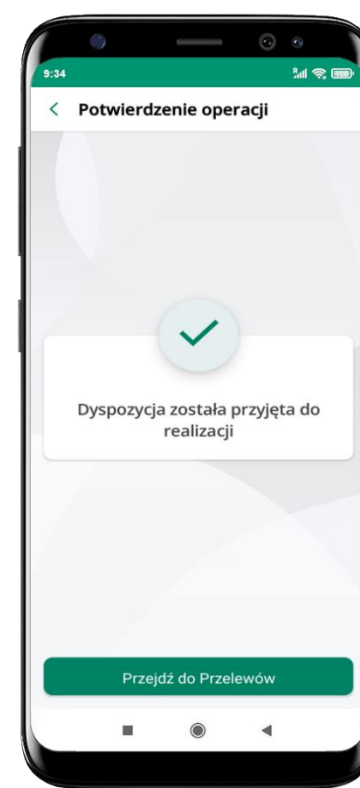 9:34
Potwierdzenie operacji
Dyspozycja została przyjęta do
realizacji
Przejdź do Przelewów